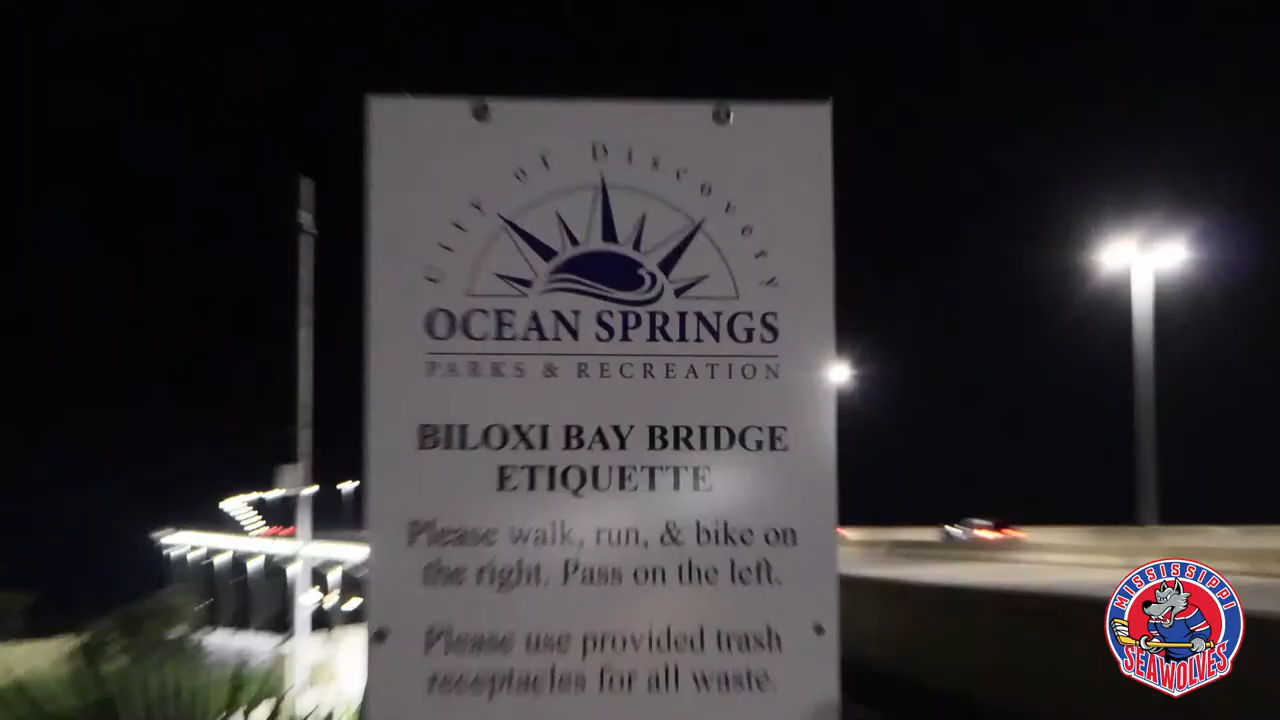 City of Discovery
OCEAN SPRINGS
PARKS & RECREATION
BILOXI BAY BRIDGE
ETIQUETTE
Please walk, run, & bike on
the right. Pass on the left.
Please use provided trash
receptacles for all waste.
MISSISSIPPI
SEAWOLVES